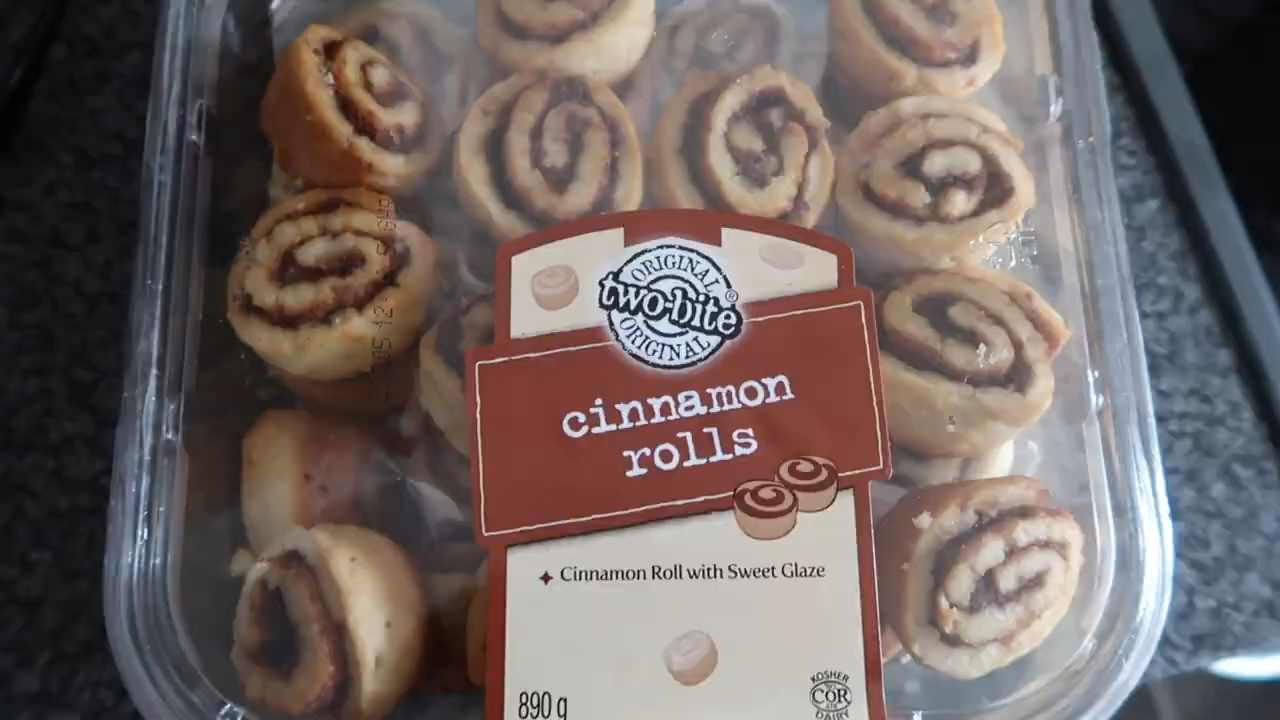 ORIGINAL
two-bite®
ORIGINAL
cinnamon
rolls
Cinnamon Roll with Sweet Glaze
890 g
KOSHER
COR
DAIRY